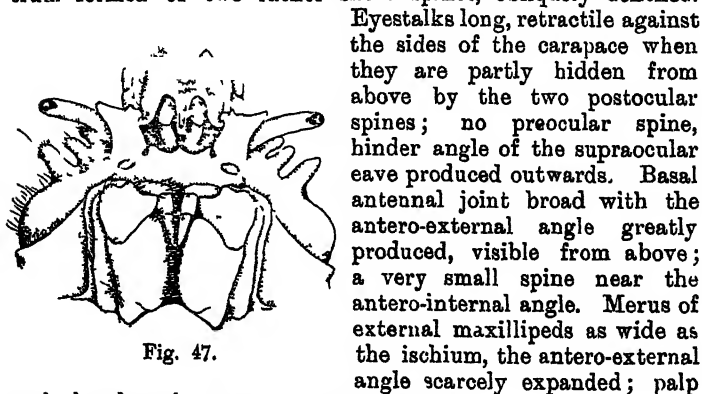 Eyestalks long, retractile against
the sides of the carapace when
they are partly hidden from
above by the two postocular
spines; no preocular spine,
hinder angle of the supraocular
eave produced outwards. Basal
antennal joint broad with the
antero-external angle greatly
produced, visible from above;
a very small spine near the
antero-internal angle. Merus of
external maxillipeds as wide as
the ischium, the antero-external
angle scarcely expanded; palp
Fig. 47.